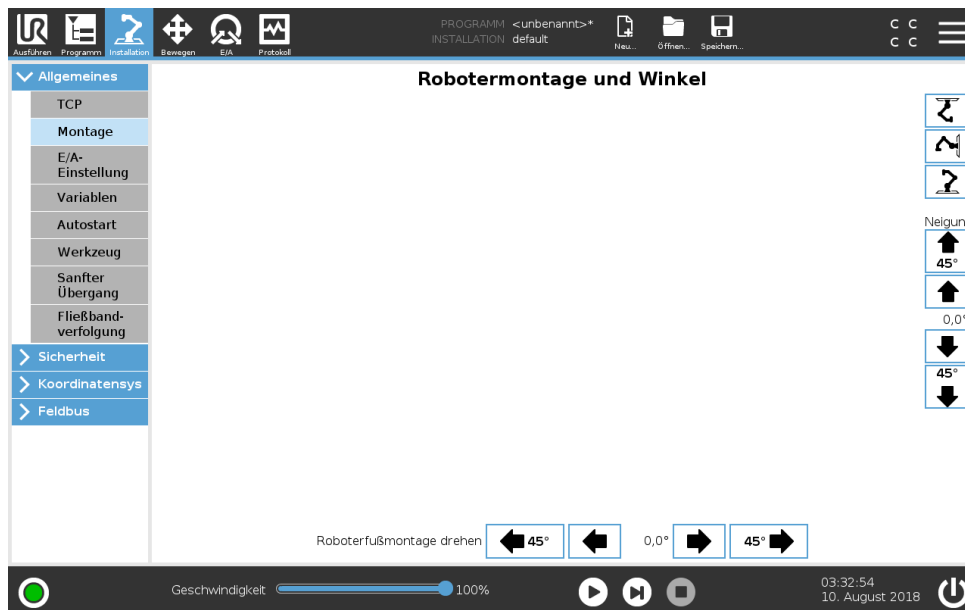 PROGRAMM <unbenannt>*
INSTALLATION default
Ausführen Programm Installation Bewegen E/A Protokoll Neu... Öffnen... Speichern...
C C
C C
Allgemeines
TCP
Montage
E/A-
Einstellung
Variablen
Autostart
Werkzeug
Sanfter
Übergang
Fließband-
verfolgung
Sicherheit
Koordinatensys
Feldbus
Robotermontage und Winkel
Neigun
45°
0,0°
45°
Roboterfußmontage drehen 45° 0,0° 45°
Geschwindigkeit 100%
03:32:54
10. August 2018